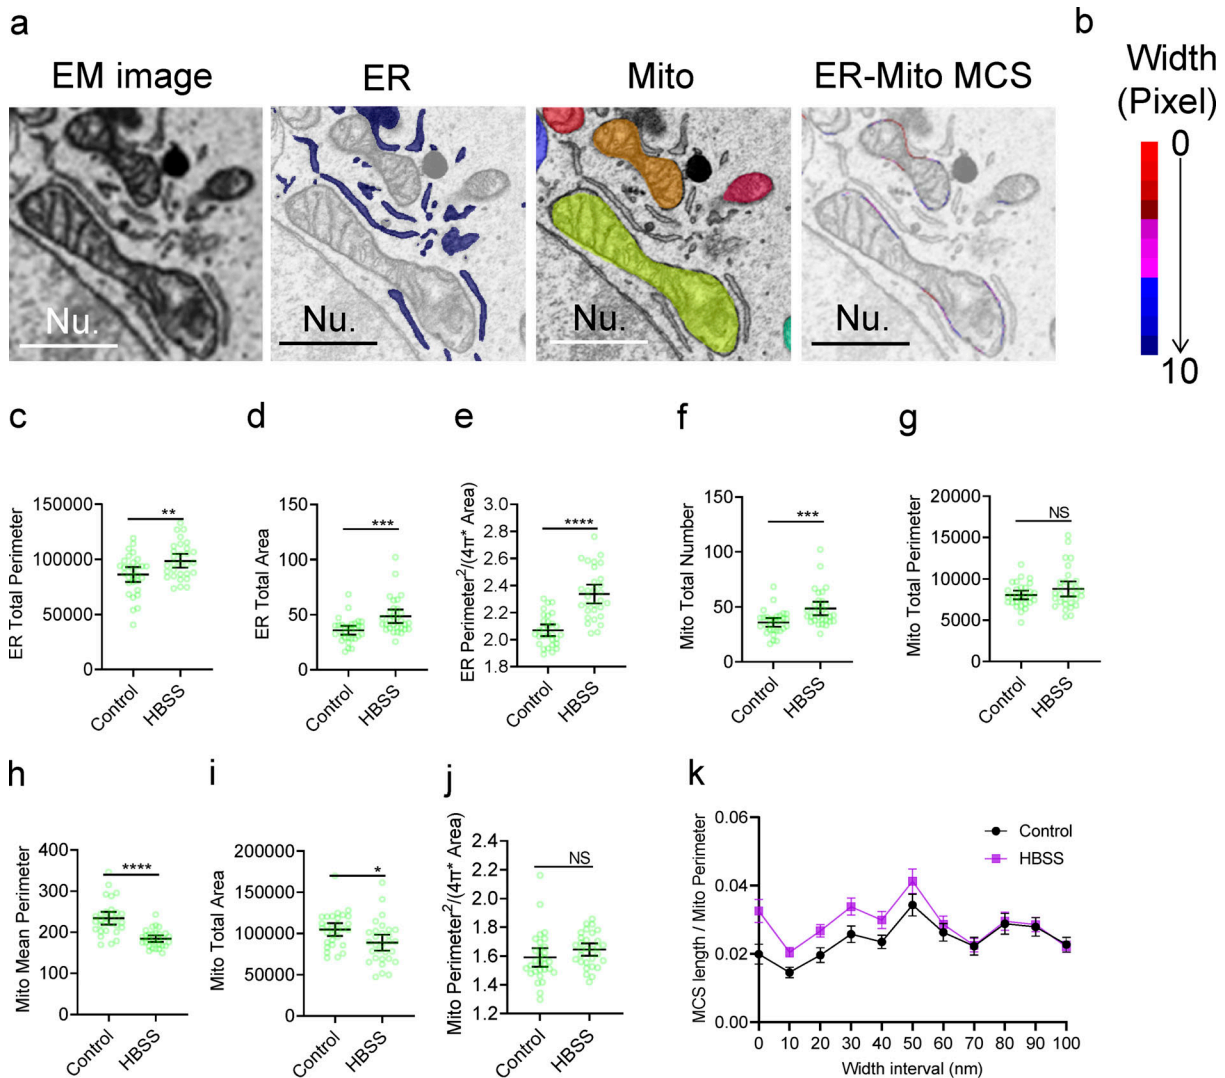 a
b
EM image
ER
Mito
ER-Mito MCS
Width
(Pixel)
0
10
Nu.
Nu.
Nu.
Nu.
c
d
e
f
g
ER Total Perimeter
150000
100000
50000
0
**
Control
HBSS
ER Total Area
150
100
50
0
***
Control
HBSS
ER Perimeter²/(4π* Area)
3.0
2.8
2.6
2.4
2.2
2.0
1.8
****
Control
HBSS
Mito Total Number
150
100
50
0
***
Control
HBSS
Mito Total Perimeter
20000
15000
10000
5000
0
NS
Control
HBSS
h
i
j
k
Mito Mean Perimeter
400
300
200
100
0
****
Control
HBSS
Mito Total Area
200000
150000
100000
50000
0
*
Control
HBSS
Mito Perimeter²/(4π* Area)
2.4
2.2
2.0
1.8
1.6
1.4
1.2
NS
Control
HBSS
MCS length / Mito Perimeter
0.06
0.04
0.02
0.00
Control
HBSS
0 10 20 30 40 50 60 70 80 90 100
Width interval (nm)